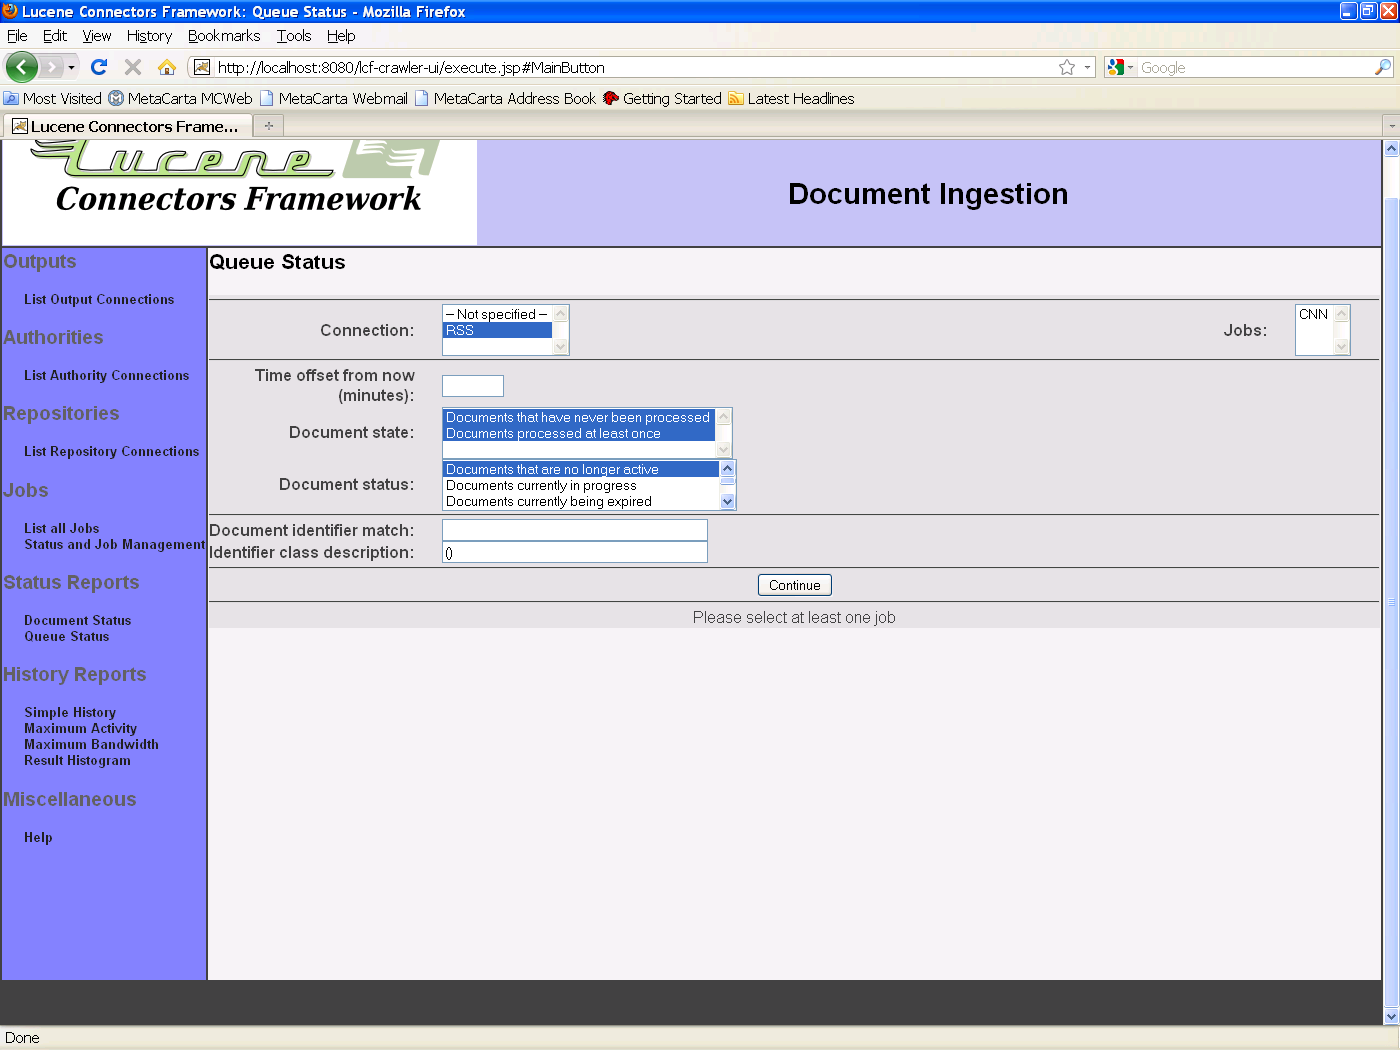 Lucene Connectors Framework: Queue Status - Mozilla Firefox
File Edit View History Bookmarks Tools Help
http://localhost:8080/lcf-crawler-ui/execute.jsp#MainButton
Google
Most Visited MetaCarta MCWeb MetaCarta Webmail MetaCarta Address Book Getting Started Latest Headlines
Lucene Connectors Frame...
Lucene
Connectors Framework
Document Ingestion
Outputs
List Output Connections
Authorities
List Authority Connections
Repositories
List Repository Connections
Jobs
List all Jobs
Status and Job Management
Status Reports
Document Status
Queue Status
History Reports
Simple History
Maximum Activity
Maximum Bandwidth
Result Histogram
Miscellaneous
Help
Queue Status
Connection:
-- Not specified --
RSS
Jobs:
CNN
Time offset from now
(minutes):
Document state:
Documents that have never been processed
Documents processed at least once
Document status:
Documents that are no longer active
Documents currently in progress
Documents currently being expired
Document identifier match:
Identifier class description:
()
Continue
Please select at least one job
Done